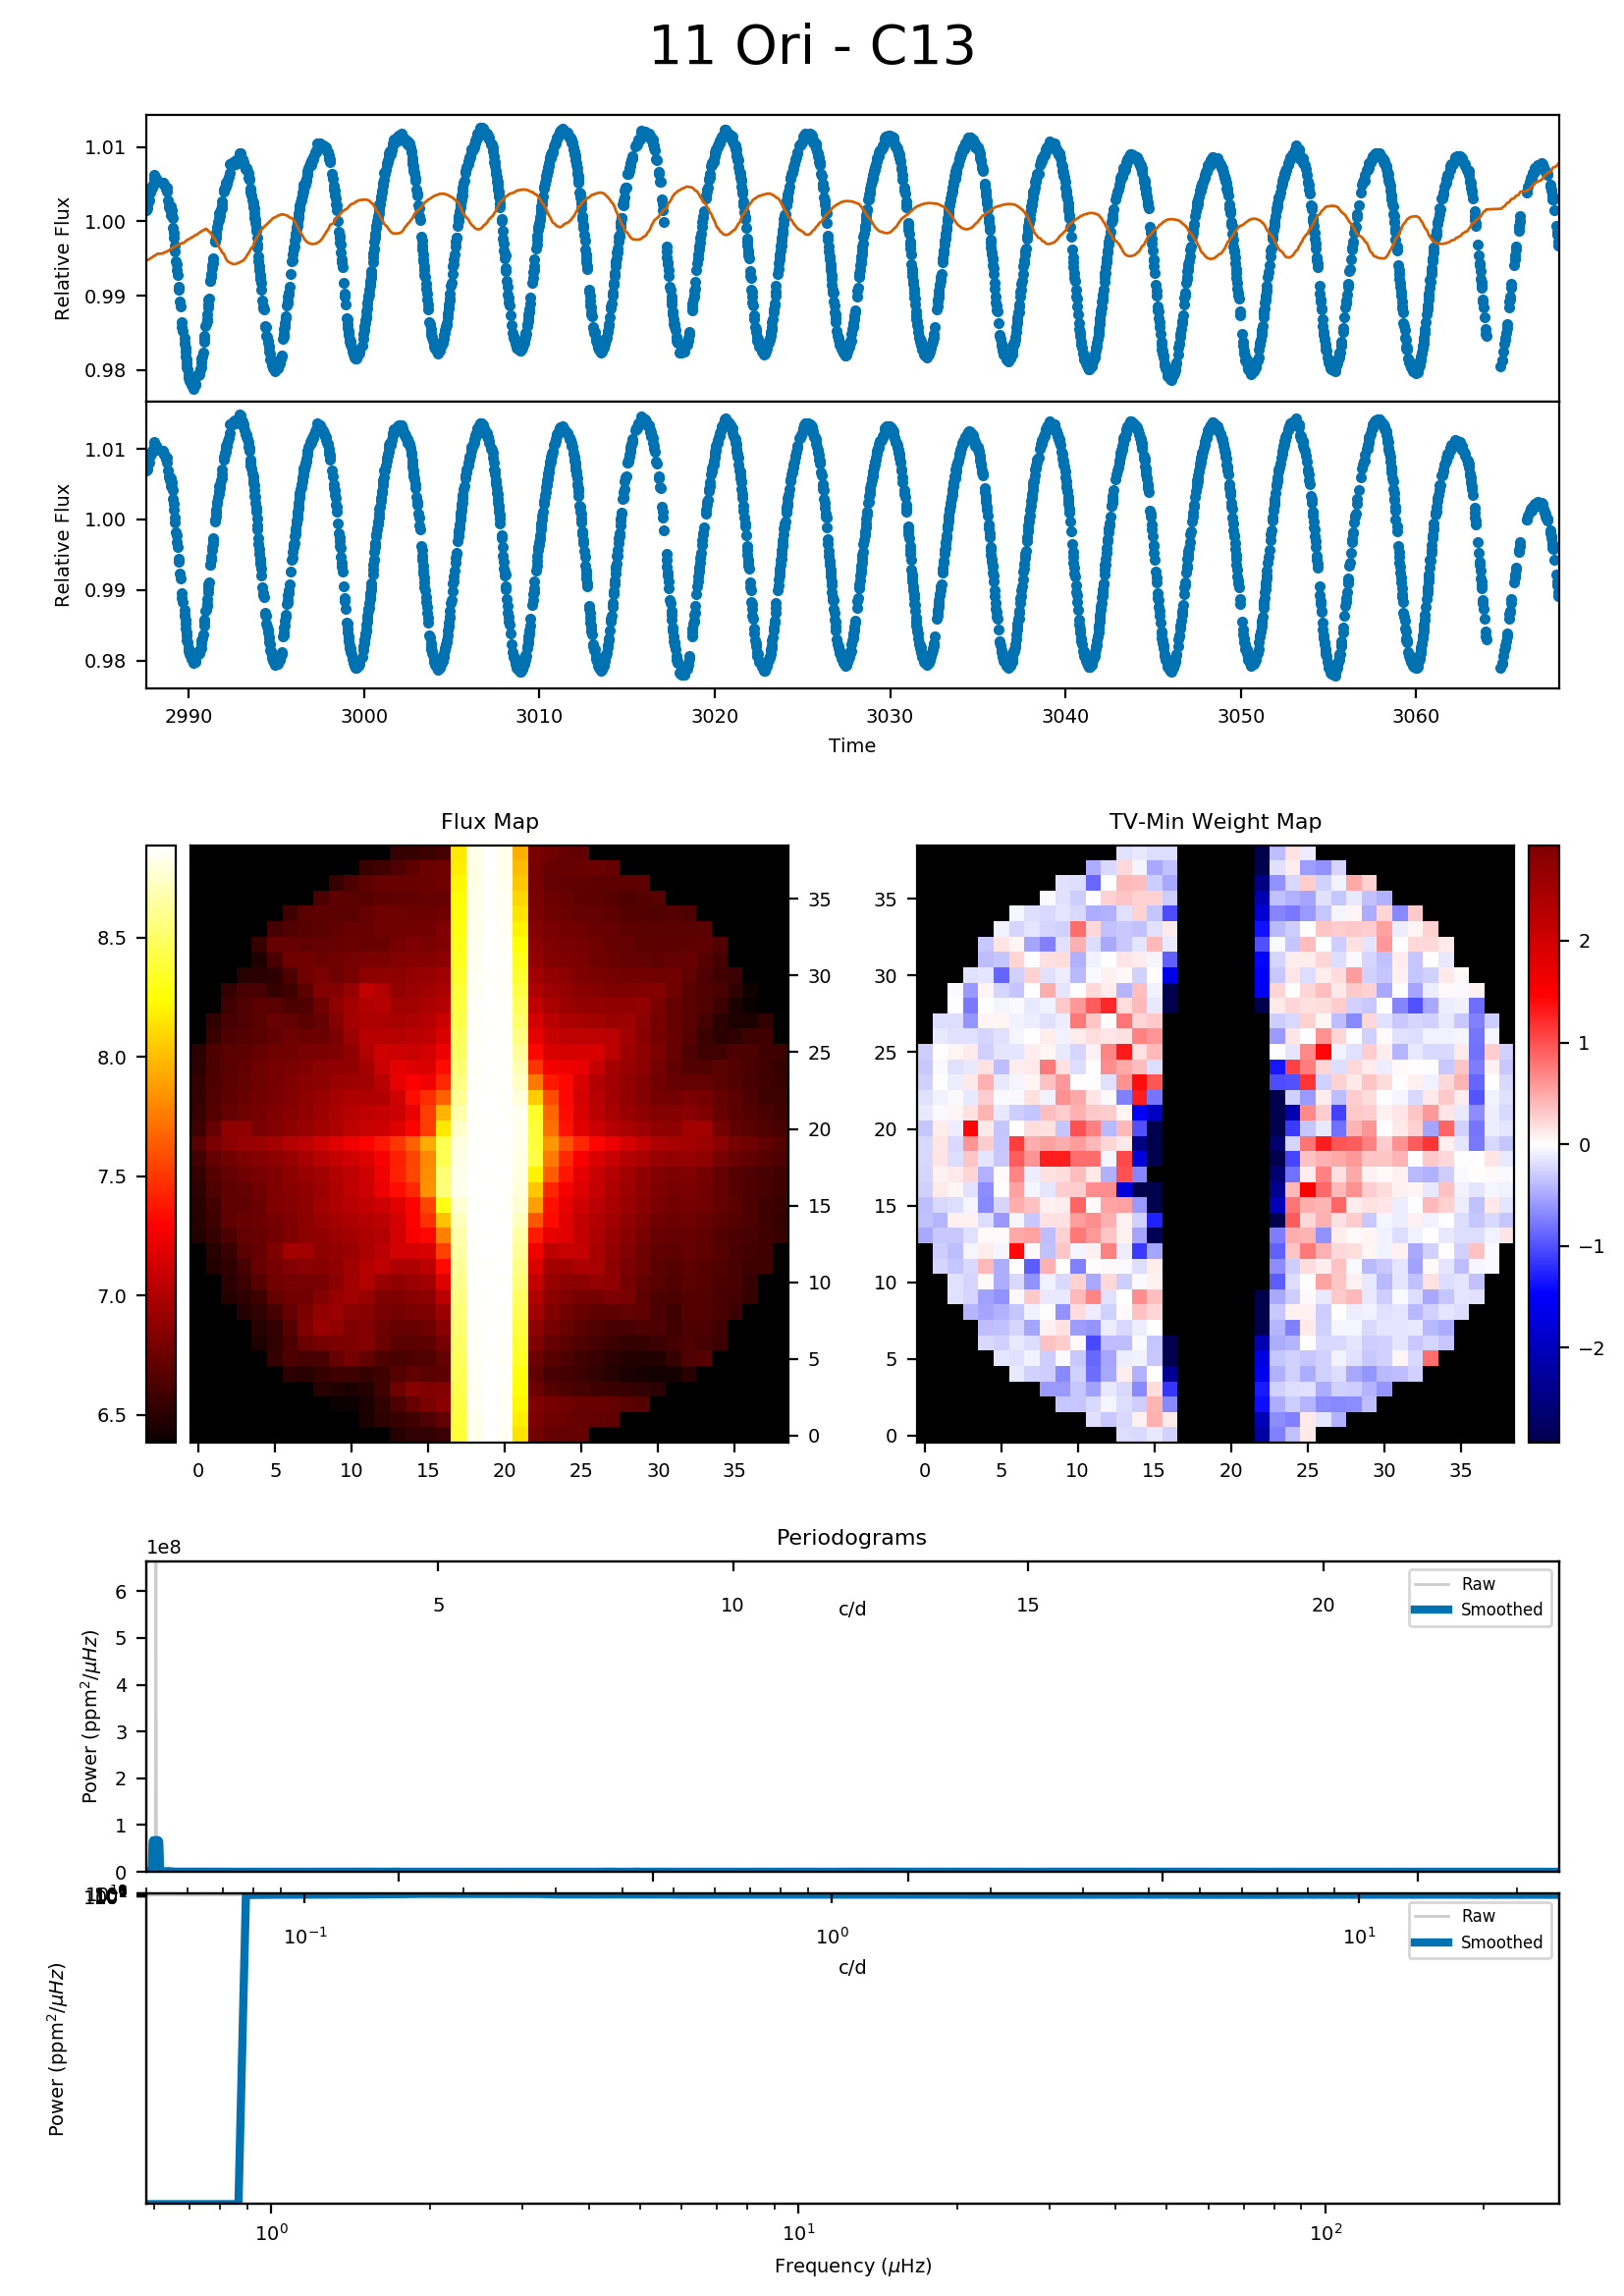 11 Ori - C13
1.01
1.00
0.99
0.98
Relative Flux
1.01
1.00
0.99
0.98
Relative Flux
2990 3000 3010 3020 3030 3040 3050 3060
Time
Flux Map
8.5
8.0
7.5
7.0
6.5
35
30
25
20
15
10
5
0
0 5 10 15 20 25 30 35
TV-Min Weight Map
35
30
25
20
15
10
5
0
0 5 10 15 20 25 30 35
2
1
0
−1
−2
Periodograms
1e8
6
5
4
3
2
1
0
Power (ppm²/μHz)
5 10 15 20
c/d
Raw
Smoothed
10⁻¹ 10⁰ 10¹
c/d
Raw
Smoothed
Power (ppm²/μHz)
10⁰ 10¹ 10²
Frequency (μHz)